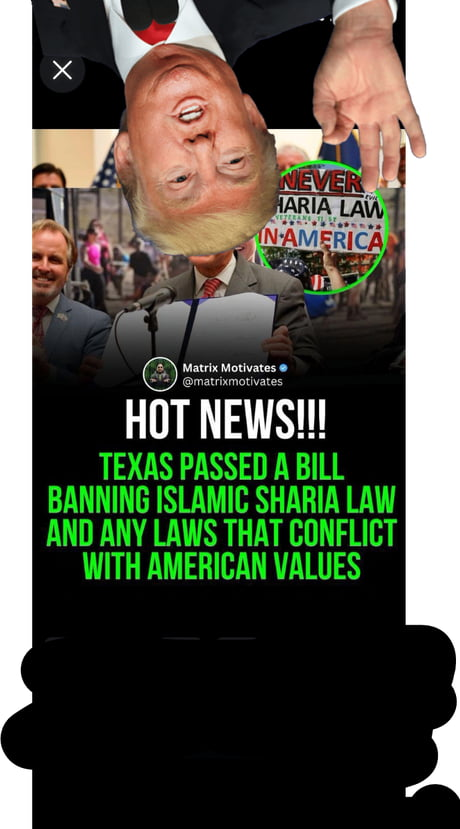 NEVER
SHARIA LAW
VETERANS
IN AMERICA
Matrix Motivates
@matrixmotivates
HOT NEWS!!!
TEXAS PASSED A BILL
BANNING ISLAMIC SHARIA LAW
AND ANY LAWS THAT CONFLICT
WITH AMERICAN VALUES